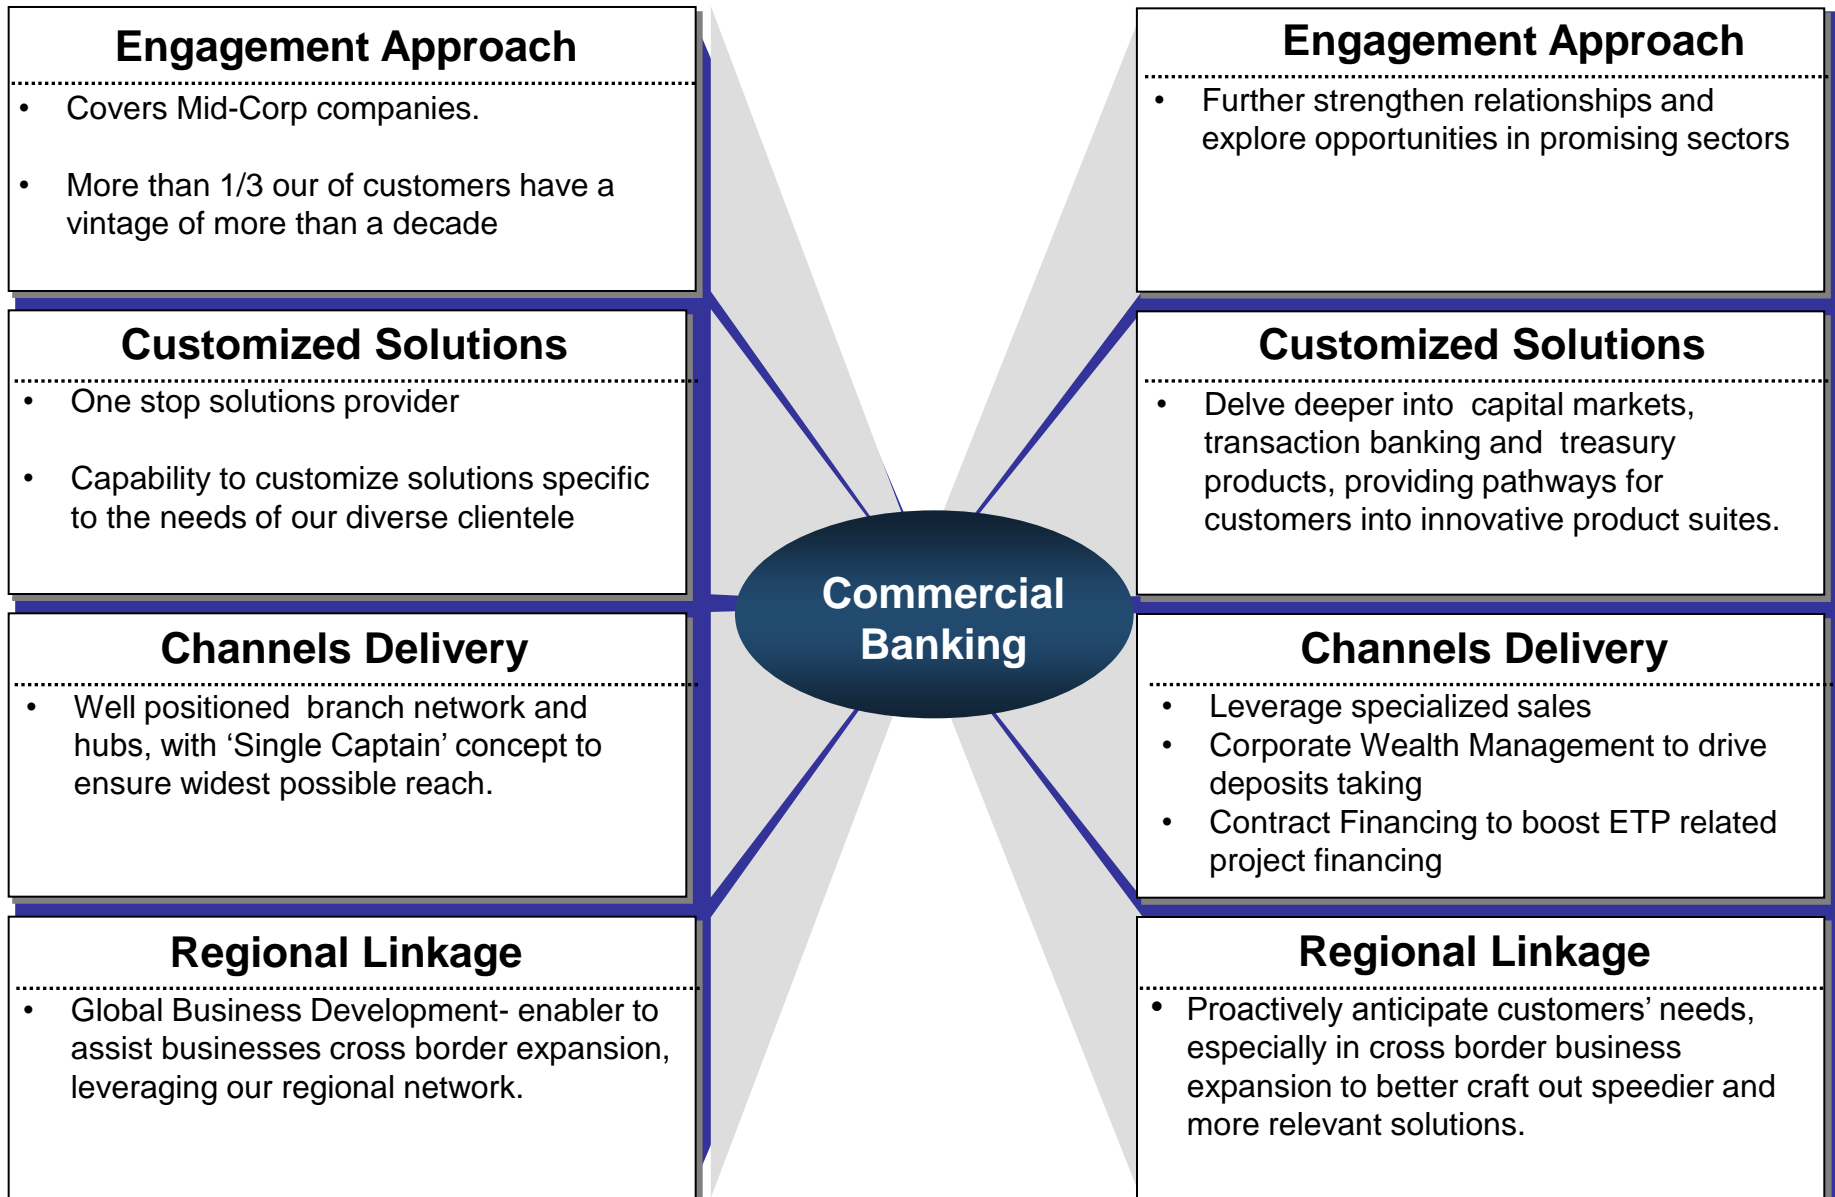 Engagement Approach
• Covers Mid-Corp companies.
• More than 1/3 our of customers have a
vintage of more than a decade
Customized Solutions
• One stop solutions provider
• Capability to customize solutions specific
to the needs of our diverse clientele
Channels Delivery
• Well positioned branch network and
hubs, with ‘Single Captain’ concept to
ensure widest possible reach.
Regional Linkage
• Global Business Development- enabler to
assist businesses cross border expansion,
leveraging our regional network.
Commercial
Banking
Engagement Approach
• Further strengthen relationships and
explore opportunities in promising sectors
Customized Solutions
• Delve deeper into capital markets,
transaction banking and treasury
products, providing pathways for
customers into innovative product suites.
Channels Delivery
• Leverage specialized sales
• Corporate Wealth Management to drive
deposits taking
• Contract Financing to boost ETP related
project financing
Regional Linkage
• Proactively anticipate customers’ needs,
especially in cross border business
expansion to better craft out speedier and
more relevant solutions.